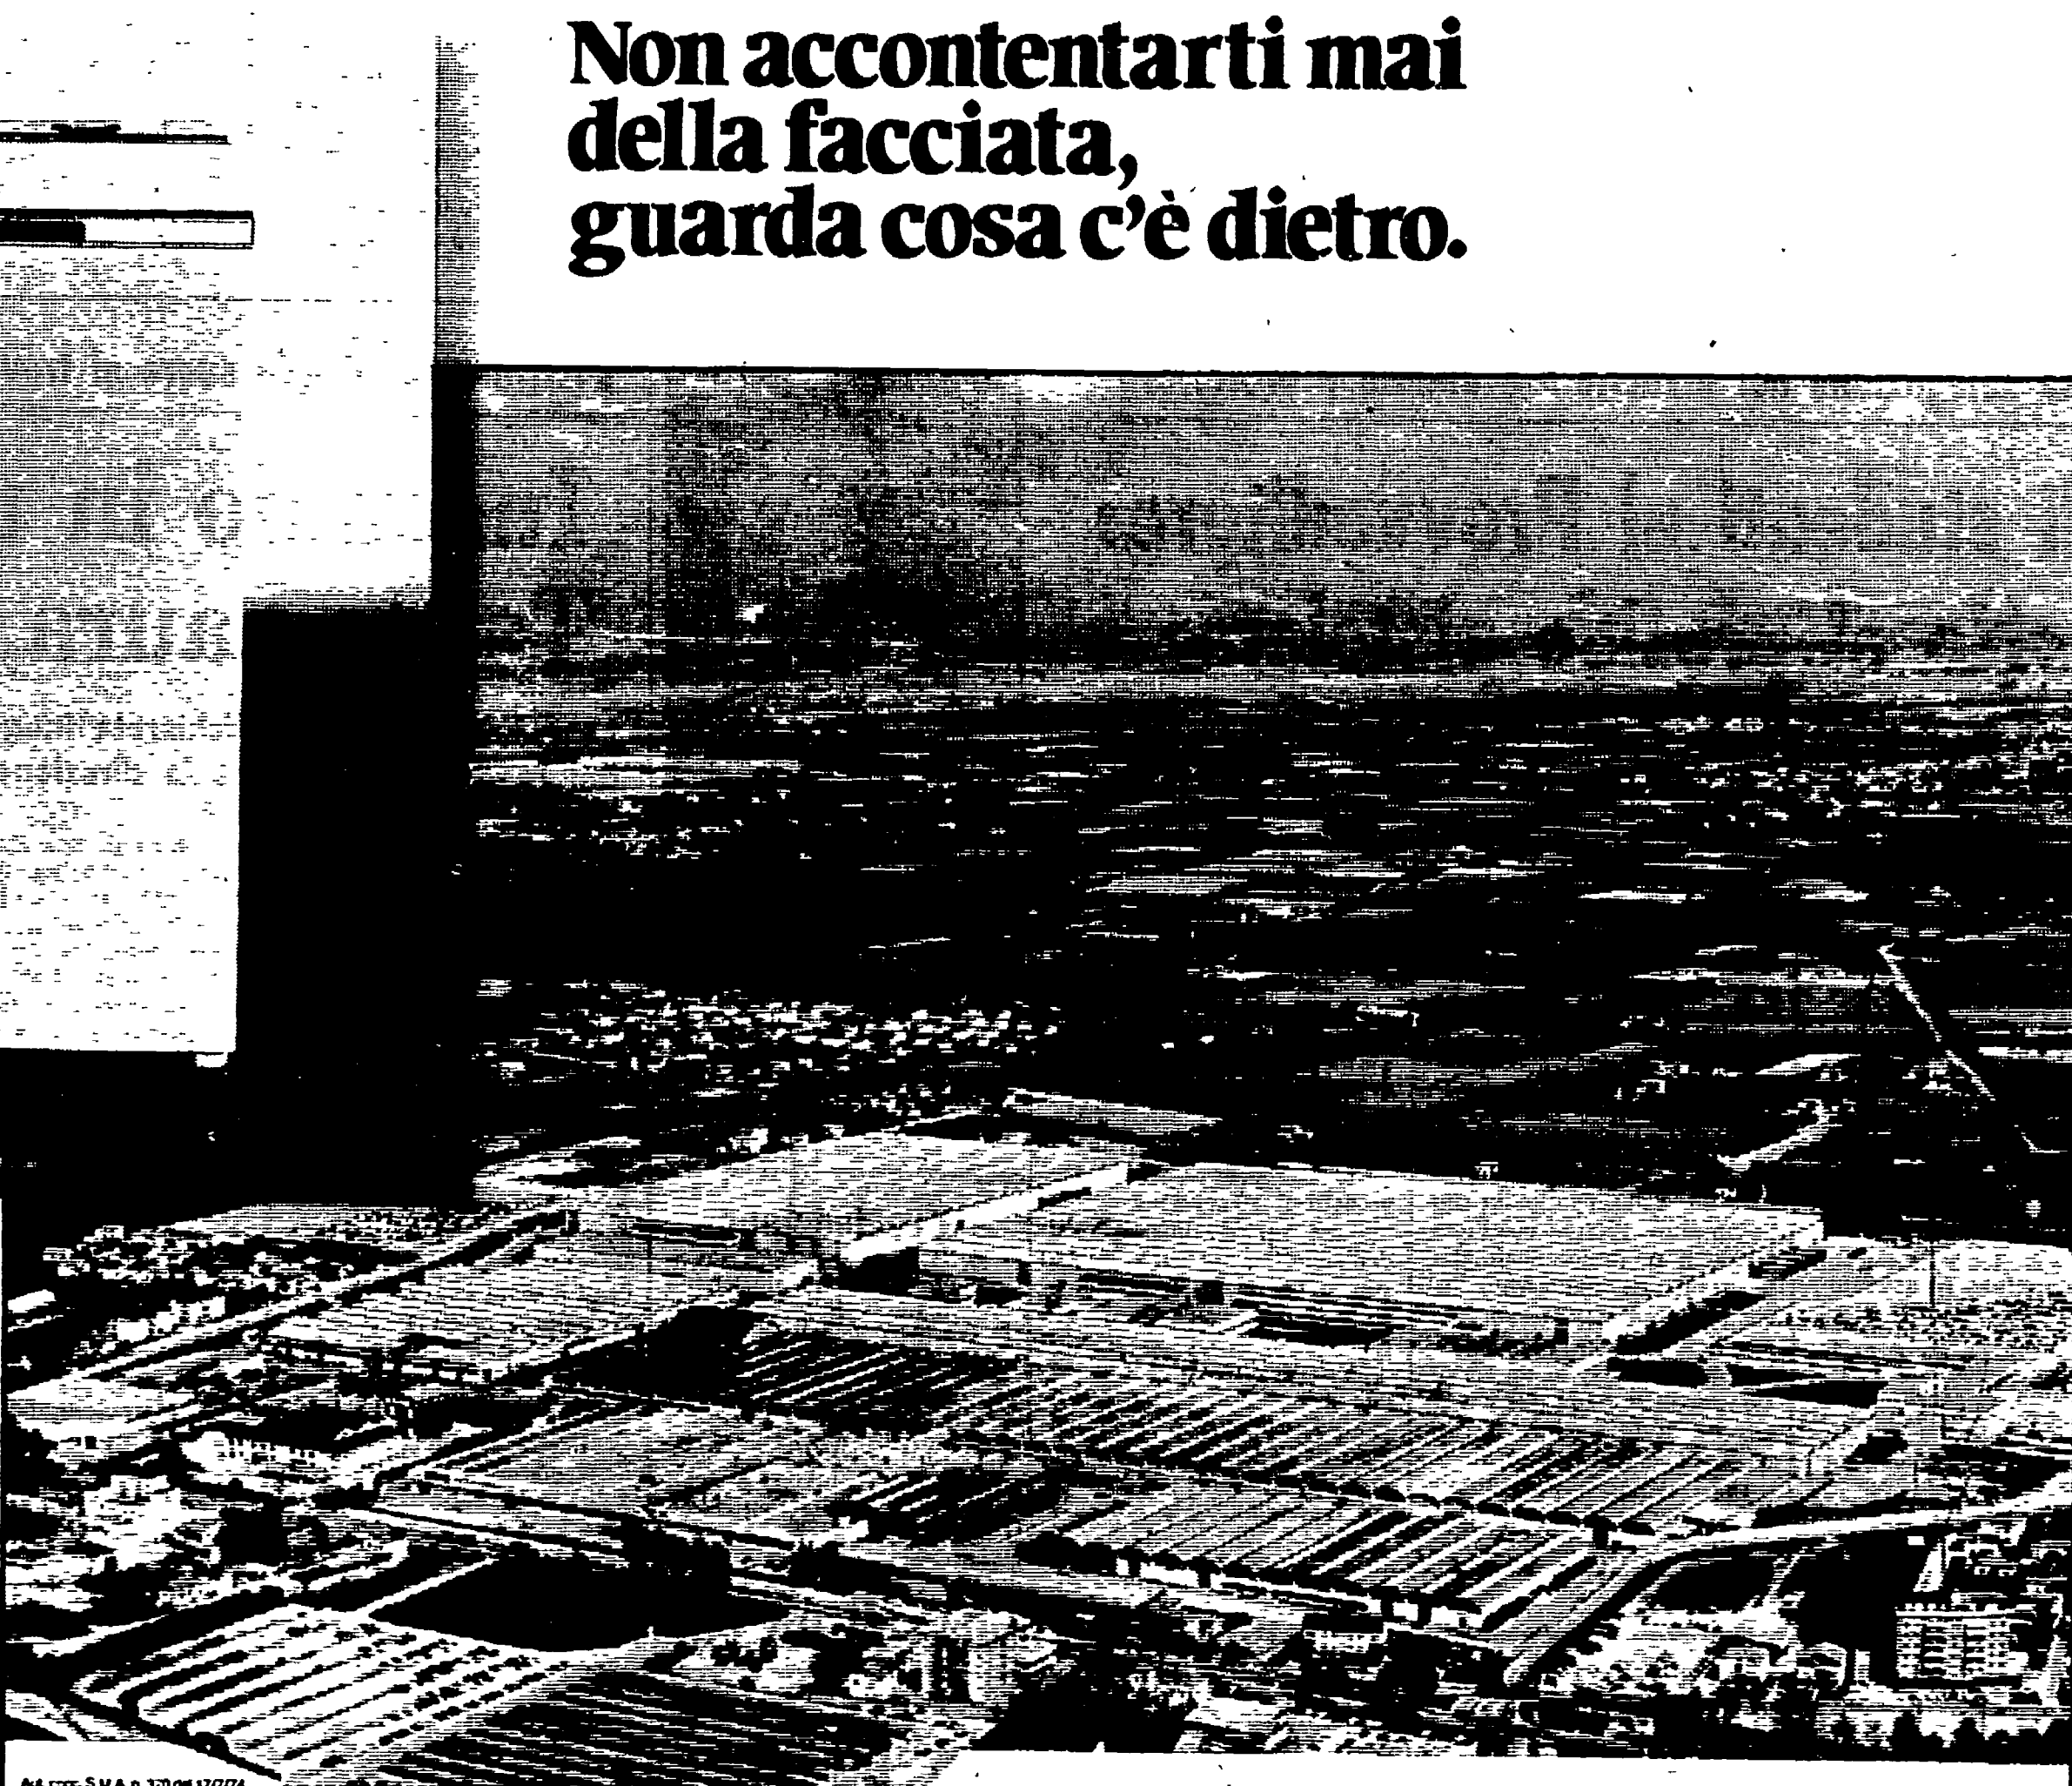 Non accontentarti mai
della facciata,
guarda cosa c'è dietro.